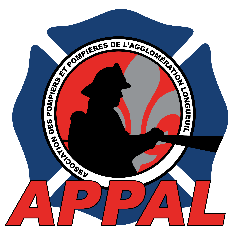 ASSOCIATION DES POMPIERS ET POMPIÈRES DE L'AGGLOMÉRATION LONGUEUIL
APPAL